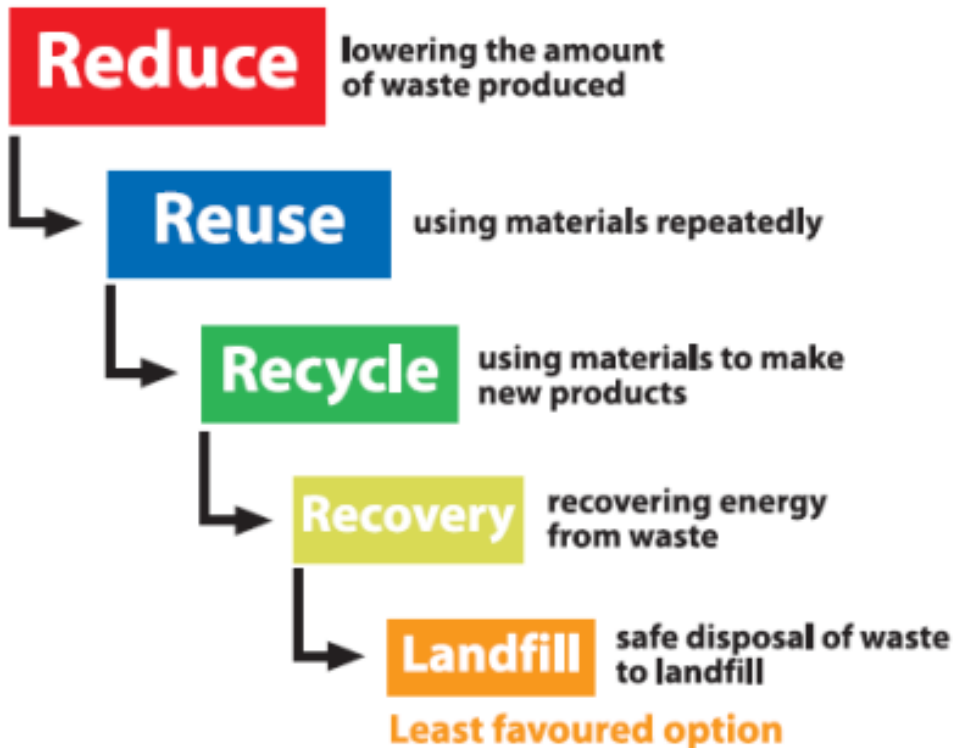 Reduce
lowering the amount
of waste produced
Reuse
using materials repeatedly
Recycle
using materials to make
new products
Recovery
recovering energy
from waste
Landfill
safe disposal of waste
to landfill
Least favoured option